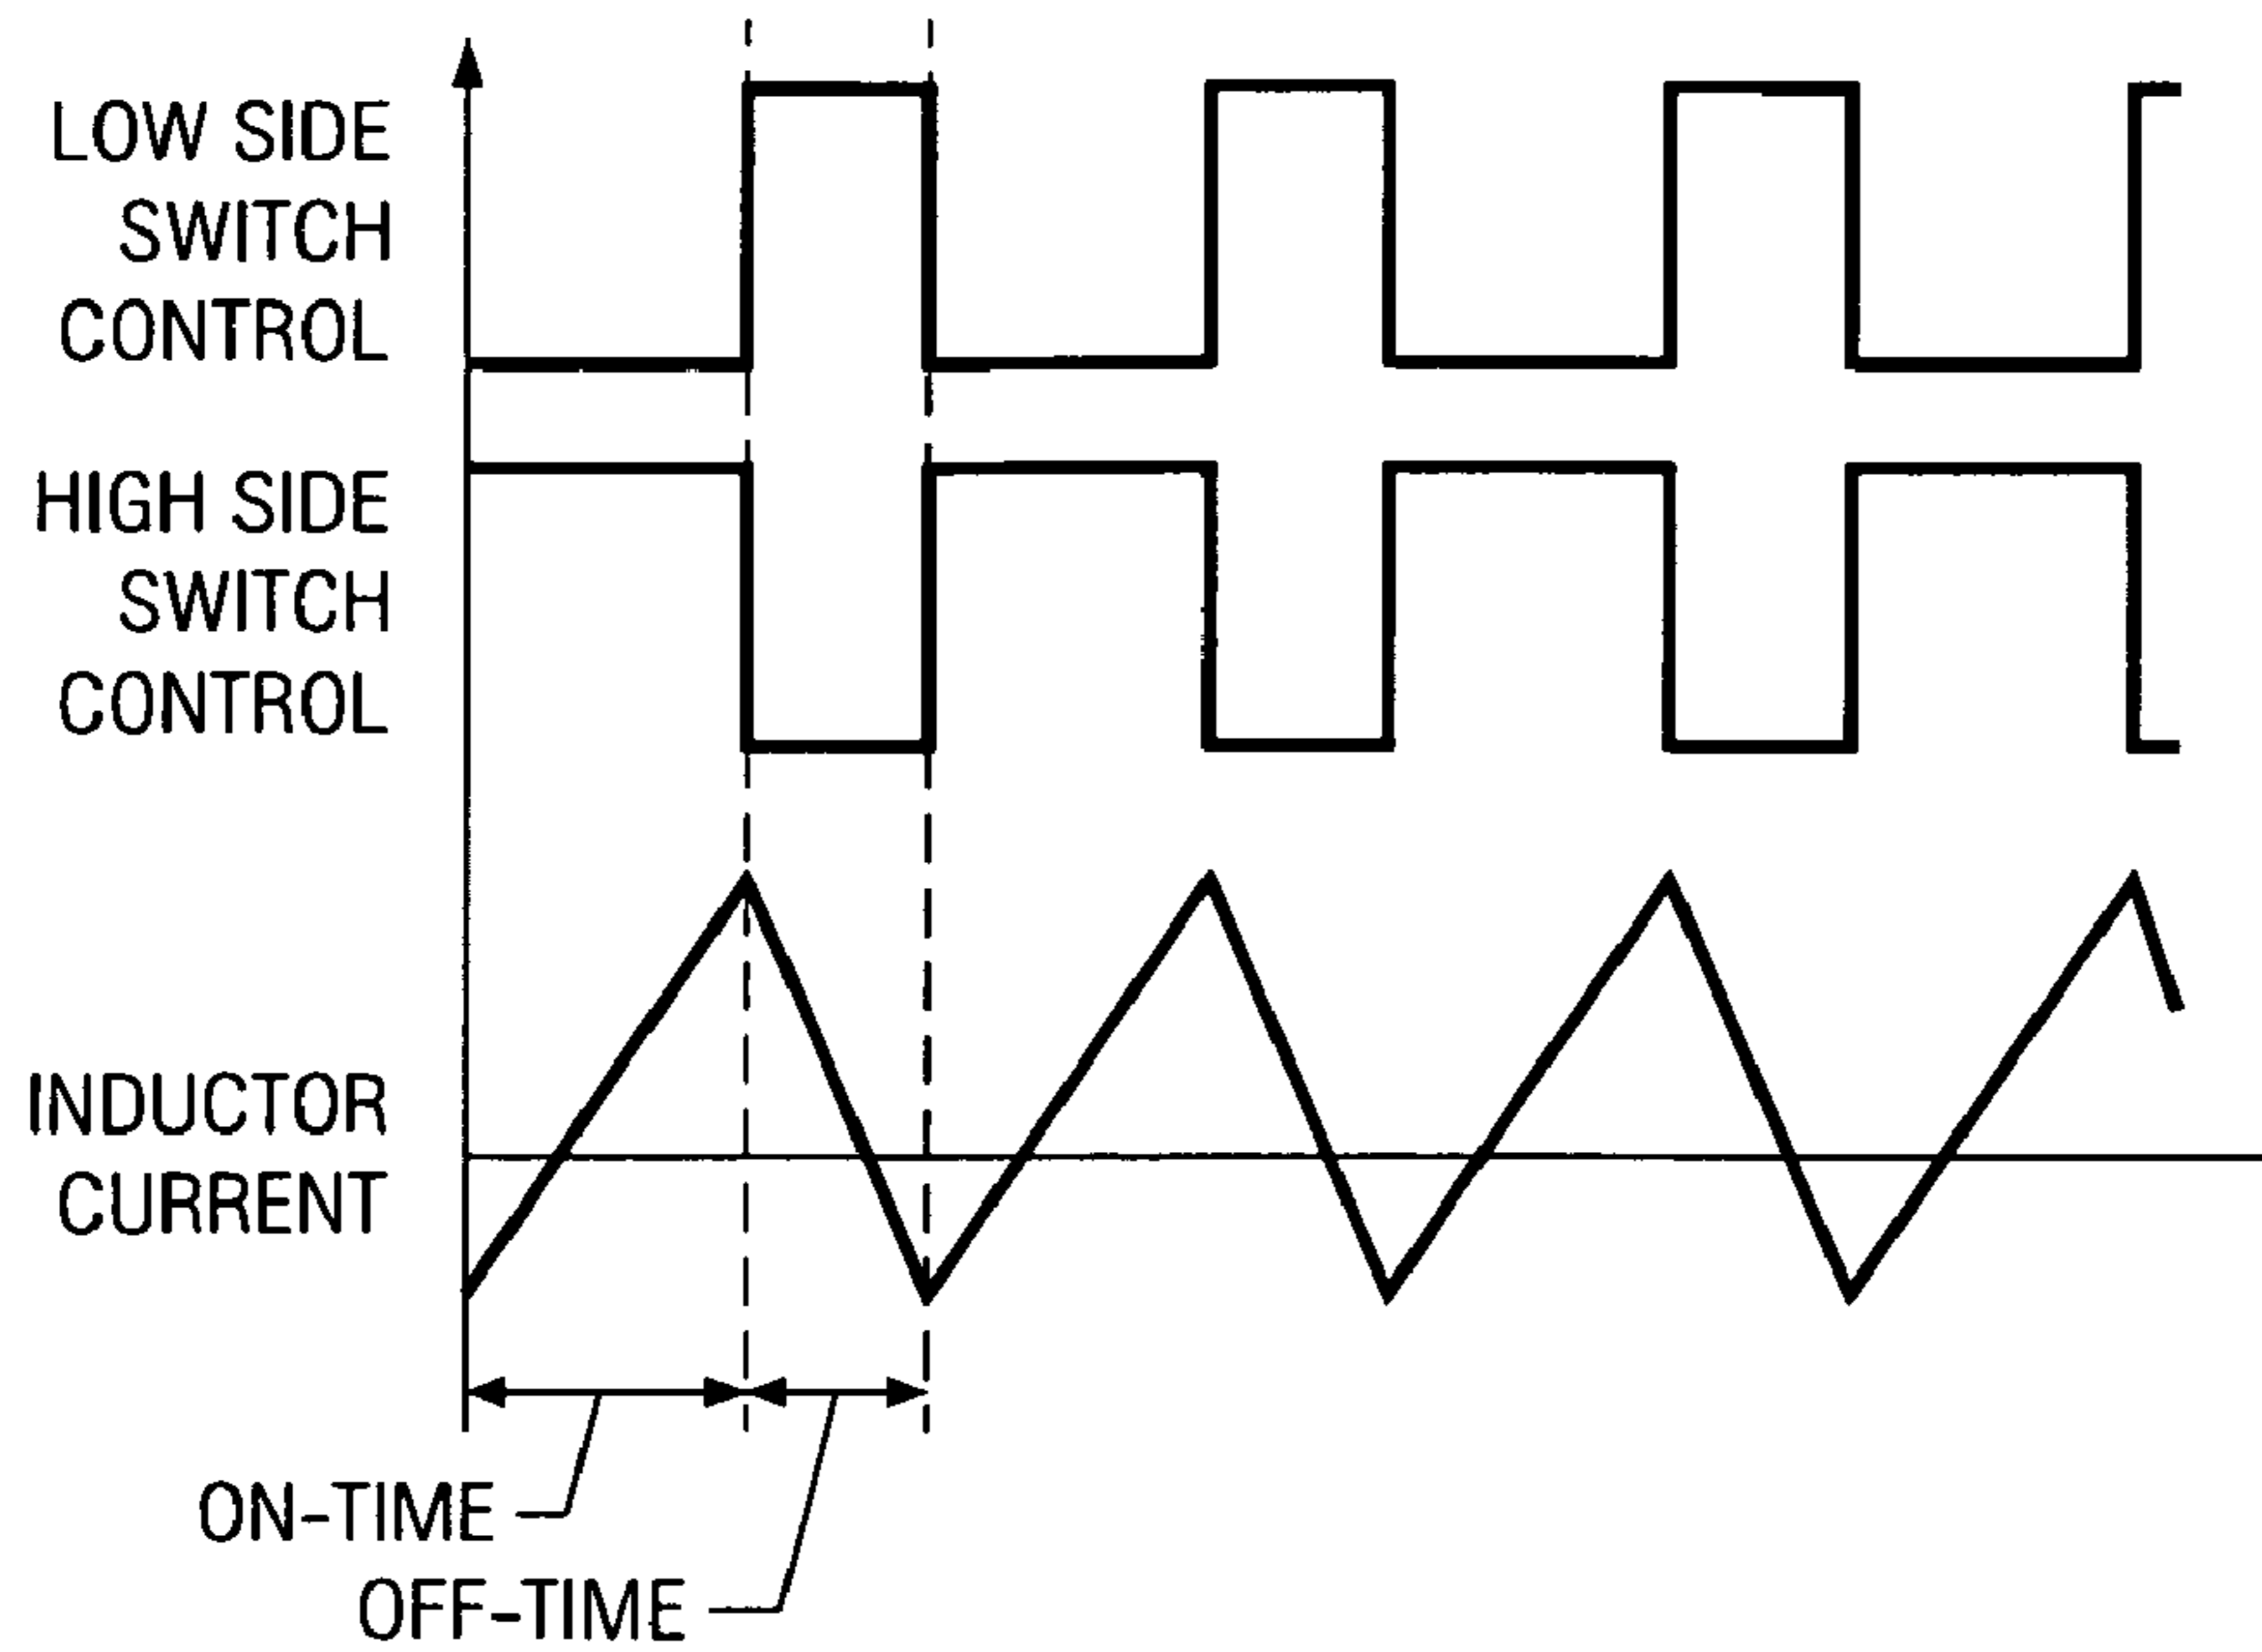 LOW SIDE
SWITCH
CONTROL
HIGH SIDE
SWITCH
CONTROL
INDUCTOR
CURRENT
ON-TIME
OFF-TIME